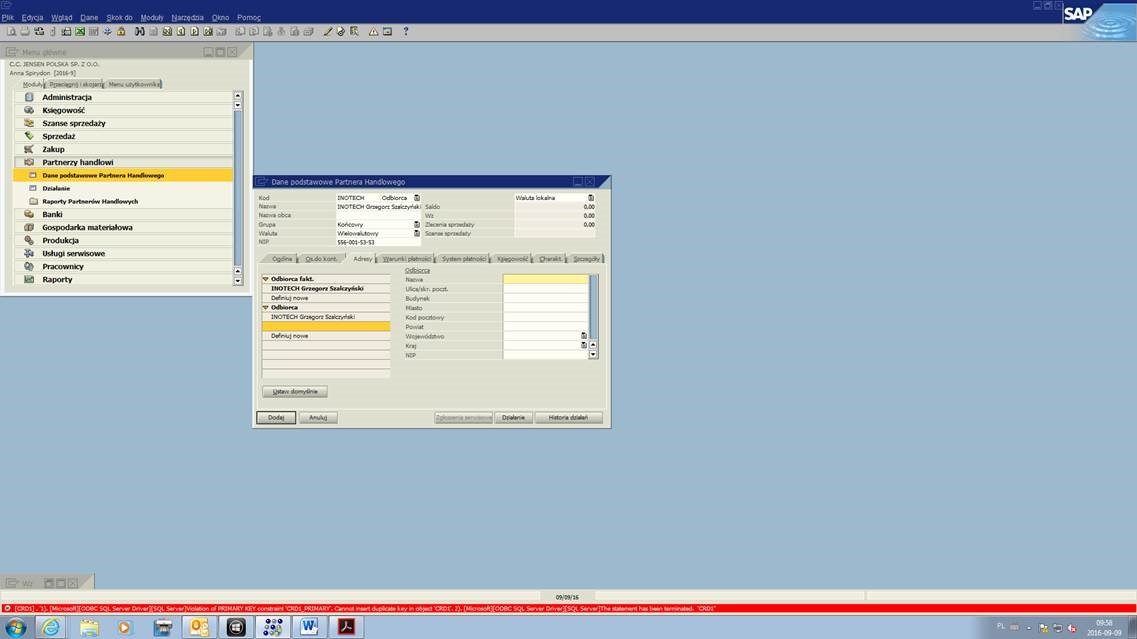 Plik Edycja Wgląd Dane Skok do Moduły Narzędzia Okno Pomoc
SAP
Menu główne
C.C. JENSEN POLSKA SP. Z O.O.
Anna Spirydon [2016-9]
Moduły Przeciągnij i skojarz Menu użytkownika
Administracja
Księgowość
Szanse sprzedaży
Sprzedaż
Zakup
Partnerzy handlowi
Dane podstawowe Partnera Handlowego
Działanie
Raporty Partnerów Handlowych
Banki
Gospodarka materiałowa
Produkcja
Usługi serwisowe
Pracownicy
Raporty
Dane podstawowe Partnera Handlowego
Kod INOTECH Odbiorca Waluta lokalna
Nazwa INOTECH Grzegorz Szalczyński Saldo 0,00
Nazwa obca Wz 0,00
Grupa Końcowy Zlecenia sprzedaży 0,00
Waluta Wielowalutowy Szanse sprzedaży
NIP 556-001-53-53
Ogólne Os.do kont. Adresy Warunki płatności System płatności Księgowość Charakt. Szczegóły
Odbiorca fakt.
INOTECH Grzegorz Szalczyński
Definiuj nowe
Odbiorca
INOTECH Grzegorz Szalczyński
Definiuj nowe
Odbiorca
Nazwa
Ulica/skr. poczt.
Budynek
Miasto
Kod pocztowy
Powiat
Województwo
Kraj
NIP
Ustaw domyślnie
Dodaj Anuluj Zgłoszenia serwisowe Działanie Historia działań
Wz
09/09/16
[CRD1] , '1). [Microsoft][ODBC SQL Server Driver][SQL Server]Violation of PRIMARY KEY constraint 'CRD1_PRIMARY'. Cannot insert duplicate key in object 'CRD1'. 2). [Microsoft][ODBC SQL Server Driver][SQL Server]The statement has been terminated. 'CRD1'
PL 09:58
2016-09-09